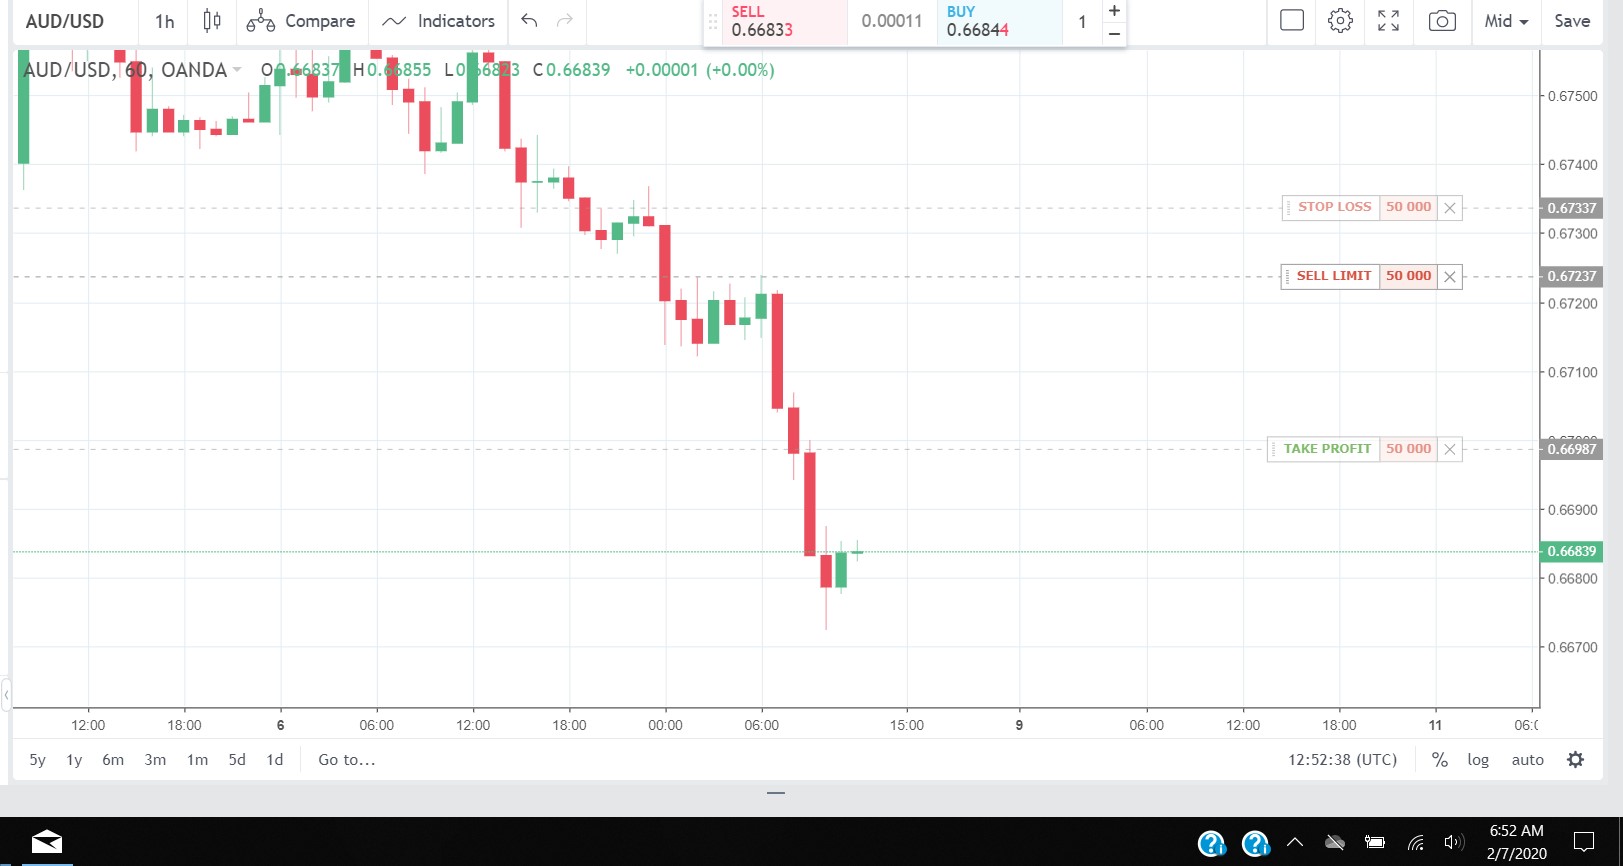 AUD/USD 1h Compare Indicators SELL 0.66833 0.00011 BUY 0.66844 1 + − Mid Save
AUD/USD, 60, OANDA O0.66837 H0.66855 L0.66823 C0.66839 +0.00001 (+0.00%)
0.67500
0.67400
STOP LOSS 50 000 0.67337
0.67300
SELL LIMIT 50 000 0.67237
0.67200
0.67100
TAKE PROFIT 50 000 0.66987
0.66900
0.66839
0.66800
0.66700
12:00 18:00 6 06:00 12:00 18:00 00:00 06:00 15:00 9 06:00 12:00 18:00 11
5y 1y 6m 3m 1m 5d 1d Go to... 12:52:38 (UTC) % log auto
6:52 AM
2/7/2020